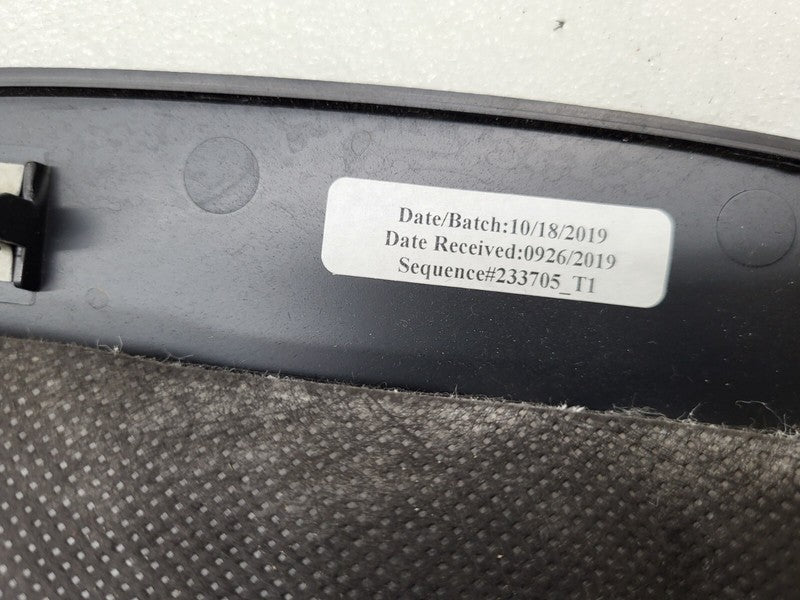 Date/Batch:10/18/2019
Date Received:0926/2019
Sequence#233705_T1